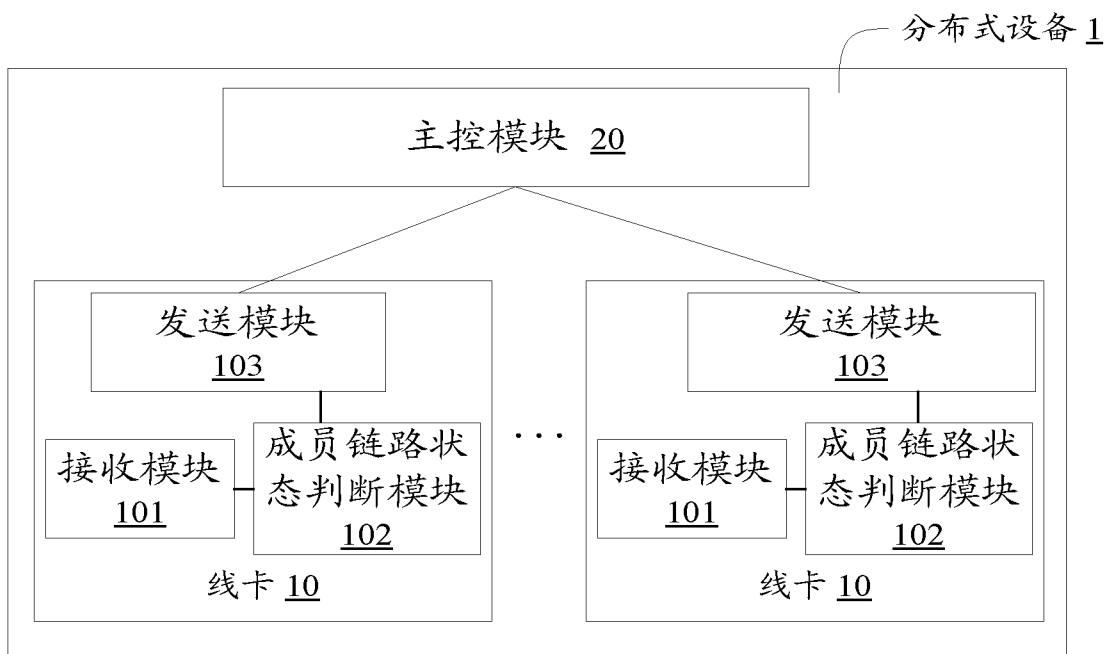 分布式设备 1
主控模块 20
发送模块
103
接收模块
101
成员链路状
态判断模块
102
线卡 10
...
发送模块
103
接收模块
101
成员链路状
态判断模块
102
线卡 10